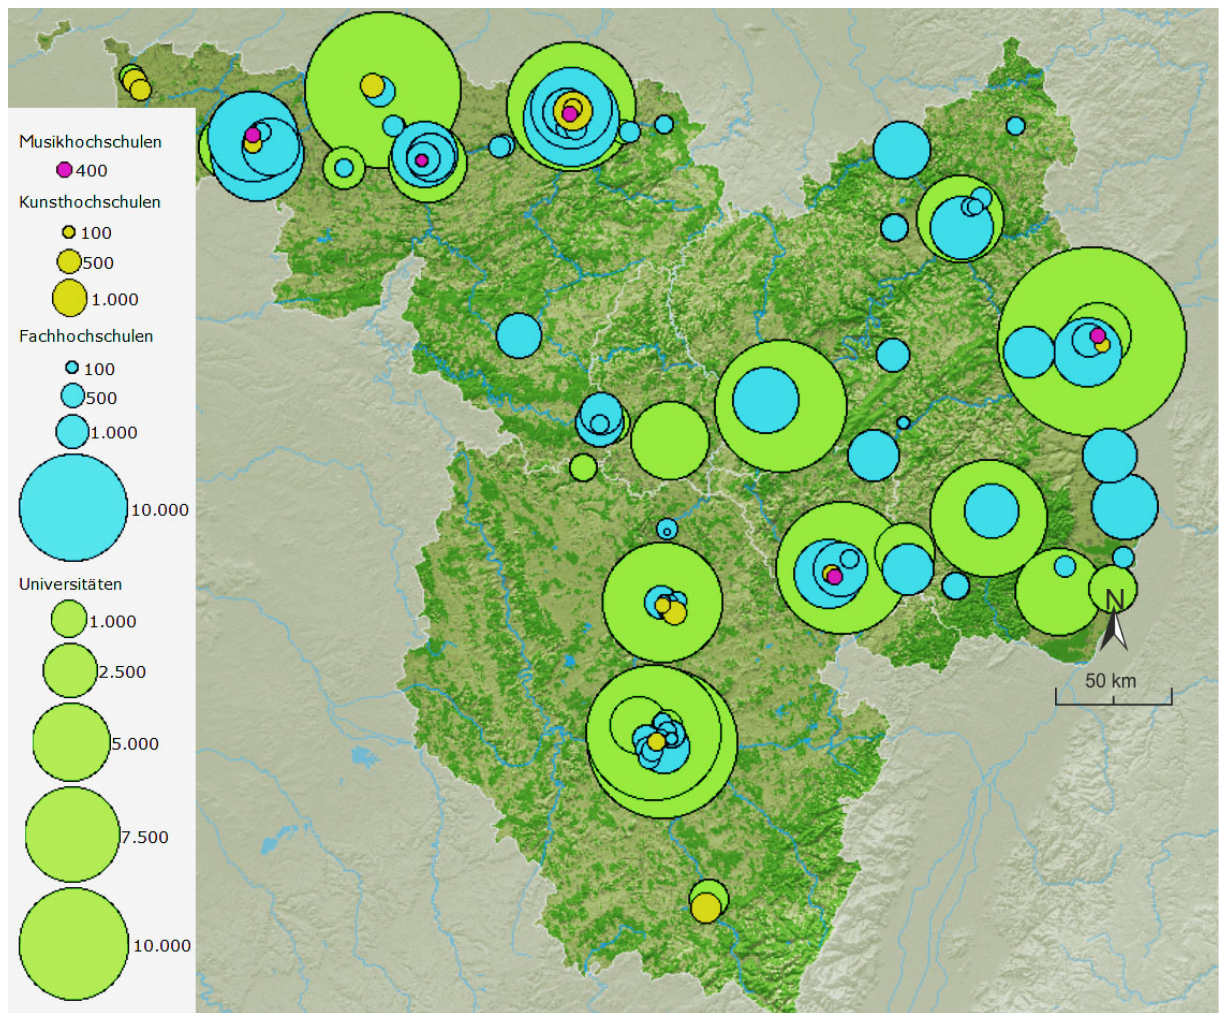 Musikhochschulen
400
Kunsthochschulen
100
500
1.000
Fachhochschulen
100
500
1.000
10.000
Universitäten
1.000
2.500
5.000
7.500
10.000
N
50 km